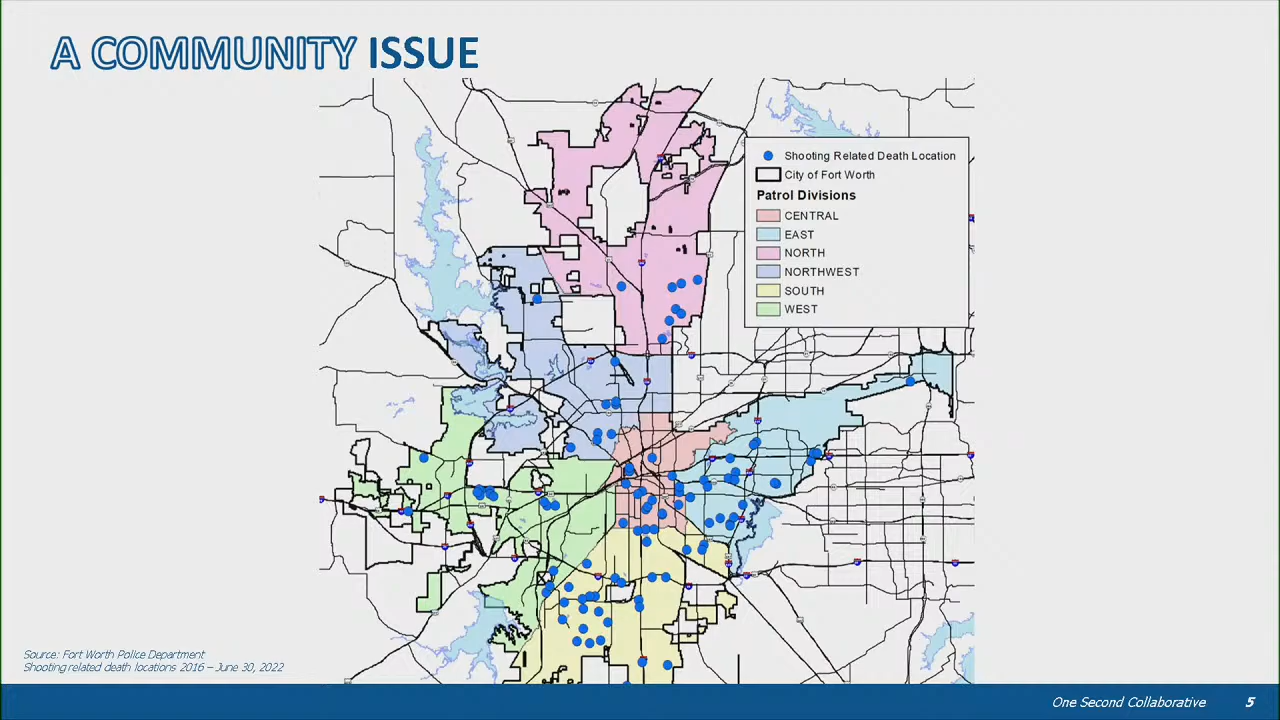 A COMMUNITY ISSUE
Shooting Related Death Location
City of Fort Worth
Patrol Divisions
CENTRAL
EAST
NORTH
NORTHWEST
SOUTH
WEST
Source: Fort Worth Police Department
Shooting related death locations 2016 – June 30, 2022
One Second Collaborative 5